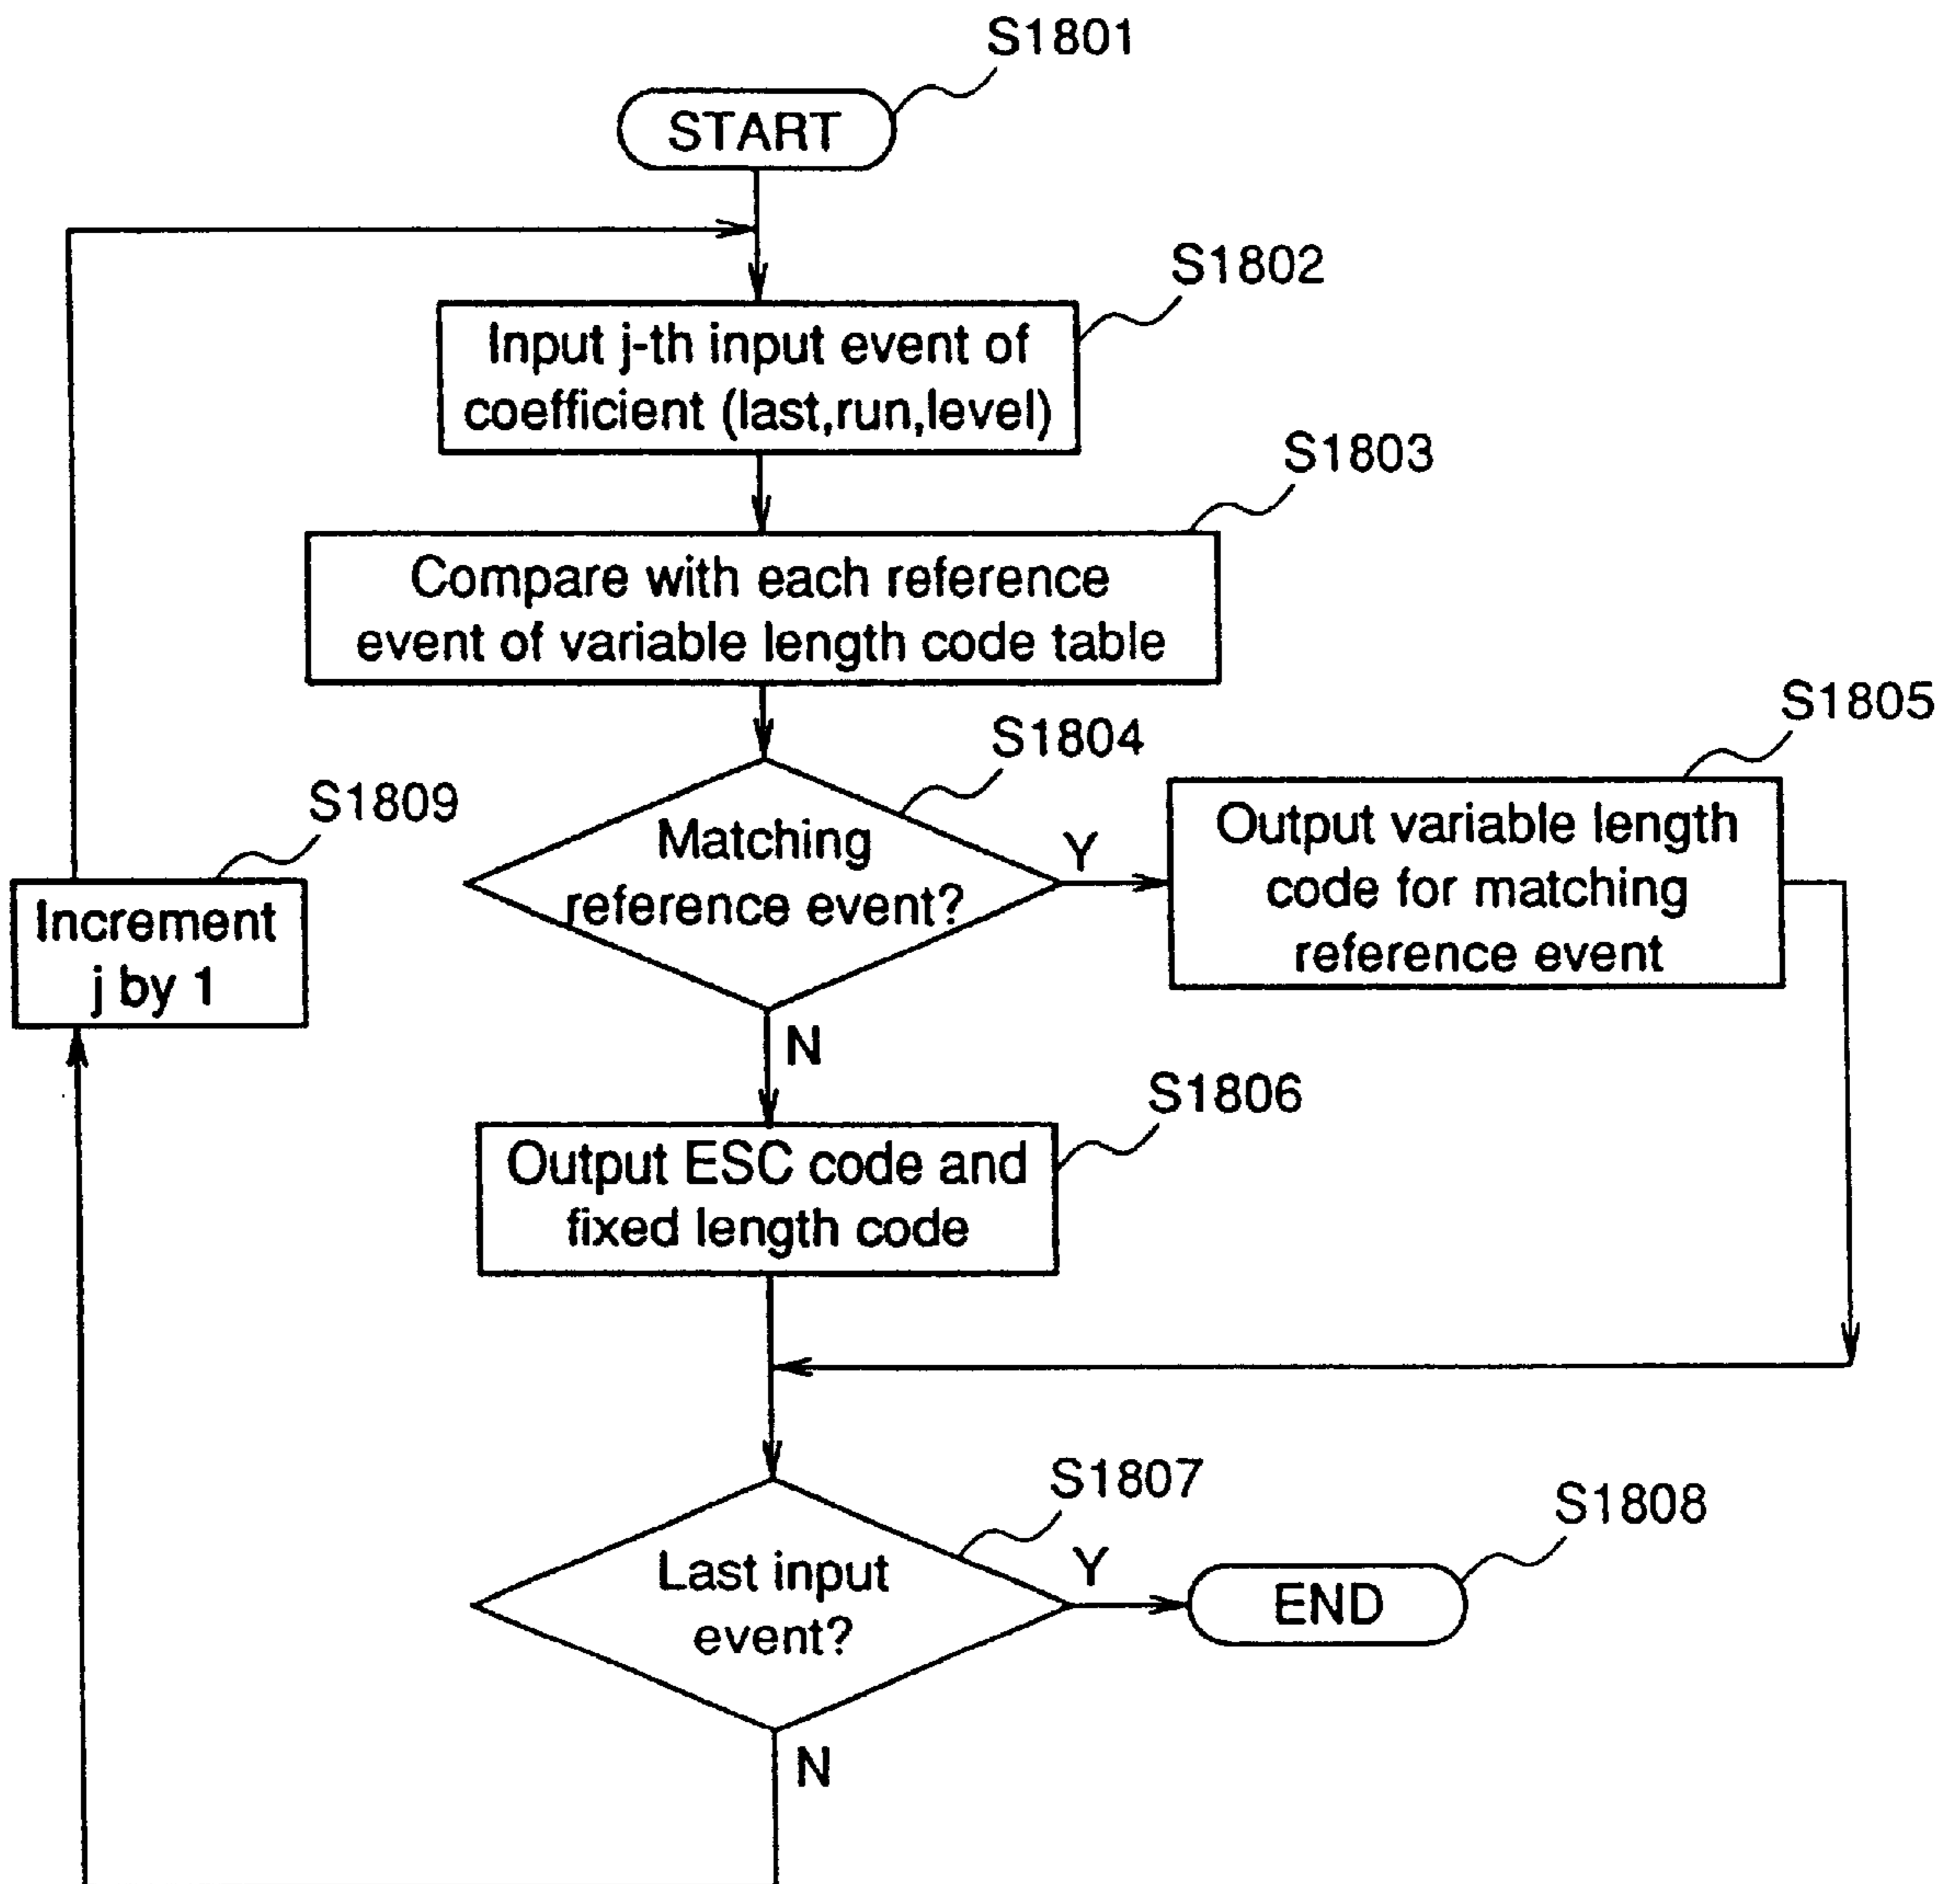 S1801
START
S1802
Input j-th input event of
coefficient (last,run,level)
S1803
Compare with each reference
event of variable length code table
S1804
Matching
reference event?
Y
S1805
Output variable length
code for matching
reference event
S1809
Increment
j by 1
N
S1806
Output ESC code and
fixed length code
S1807
Last input
event?
Y
S1808
END
N